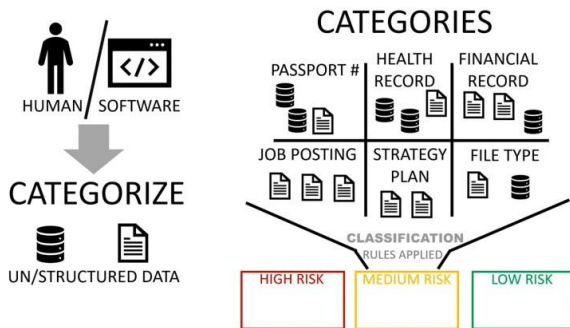 HUMAN
</>
SOFTWARE
CATEGORIZE
UN/STRUCTURED DATA
CATEGORIES
PASSPORT #
HEALTH
RECORD
FINANCIAL
RECORD
JOB POSTING
STRATEGY
PLAN
FILE TYPE
CLASSIFICATION
RULES APPLIED
HIGH RISK
MEDIUM RISK
LOW RISK